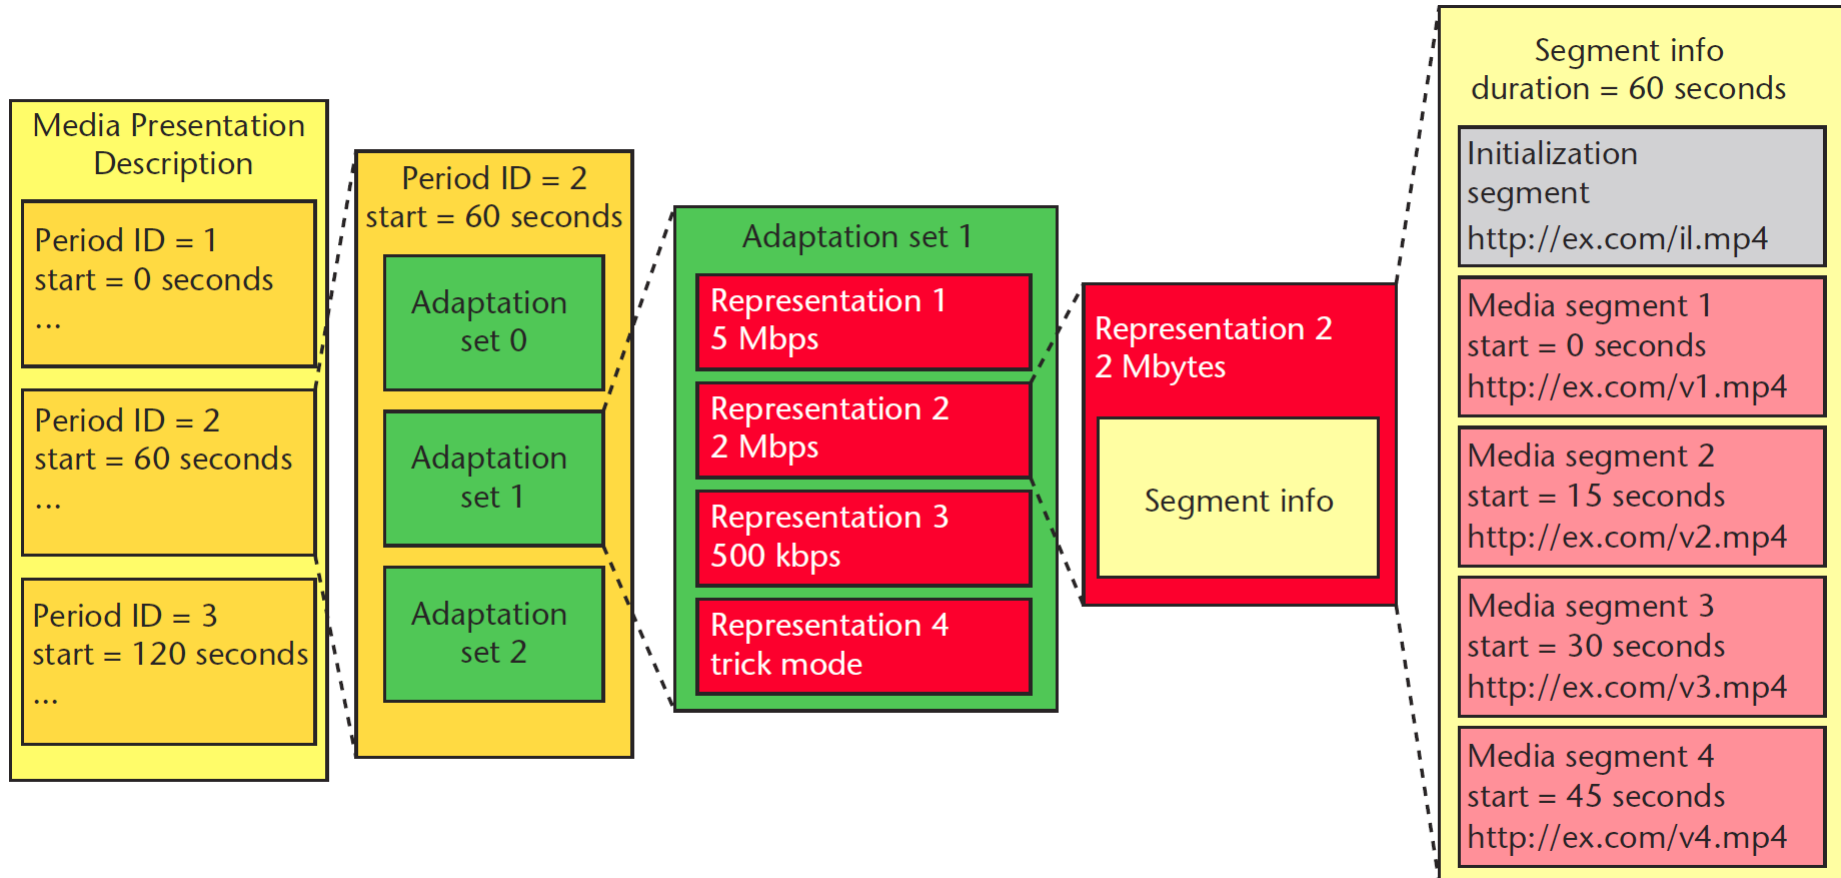 Media Presentation
Description
Period ID = 1
start = 0 seconds
...
Period ID = 2
start = 60 seconds
...
Period ID = 3
start = 120 seconds
...
Period ID = 2
start = 60 seconds
Adaptation
set 0
Adaptation
set 1
Adaptation
set 2
Adaptation set 1
Representation 1
5 Mbps
Representation 2
2 Mbps
Representation 3
500 kbps
Representation 4
trick mode
Representation 2
2 Mbytes
Segment info
Segment info
duration = 60 seconds
Initialization
segment
http://ex.com/il.mp4
Media segment 1
start = 0 seconds
http://ex.com/v1.mp4
Media segment 2
start = 15 seconds
http://ex.com/v2.mp4
Media segment 3
start = 30 seconds
http://ex.com/v3.mp4
Media segment 4
start = 45 seconds
http://ex.com/v4.mp4